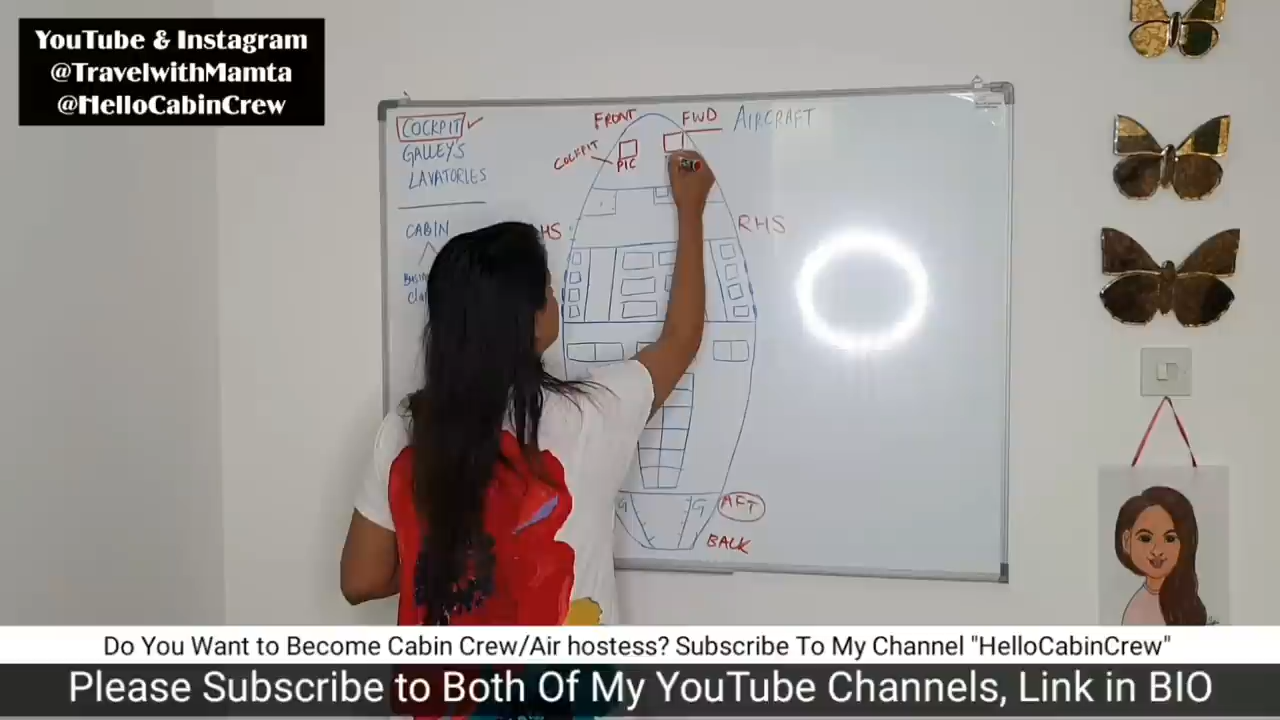 YouTube & Instagram
@TravelwithMamta
@HelloCabinCrew
COCKPIT
GALLEY'S
LAVATORIES
CABIN
FRONT
FWD
AIRCRAFT
COCKPIT
PIC
HS
RHS
G
G
AFT
BACK
Do You Want to Become Cabin Crew/Air hostess? Subscribe To My Channel "HelloCabinCrew"
Please Subscribe to Both Of My YouTube Channels, Link in BIO